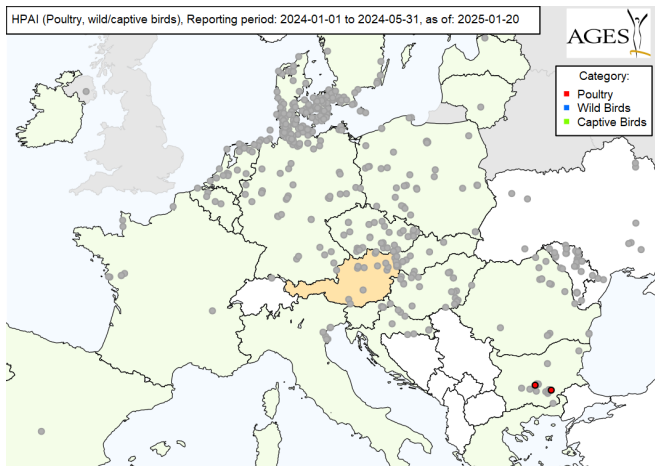 HPAI (Poultry, wild/captive birds), Reporting period: 2024-01-01 to 2024-05-31, as of: 2025-01-20
AGES
Category:
Poultry
Wild Birds
Captive Birds